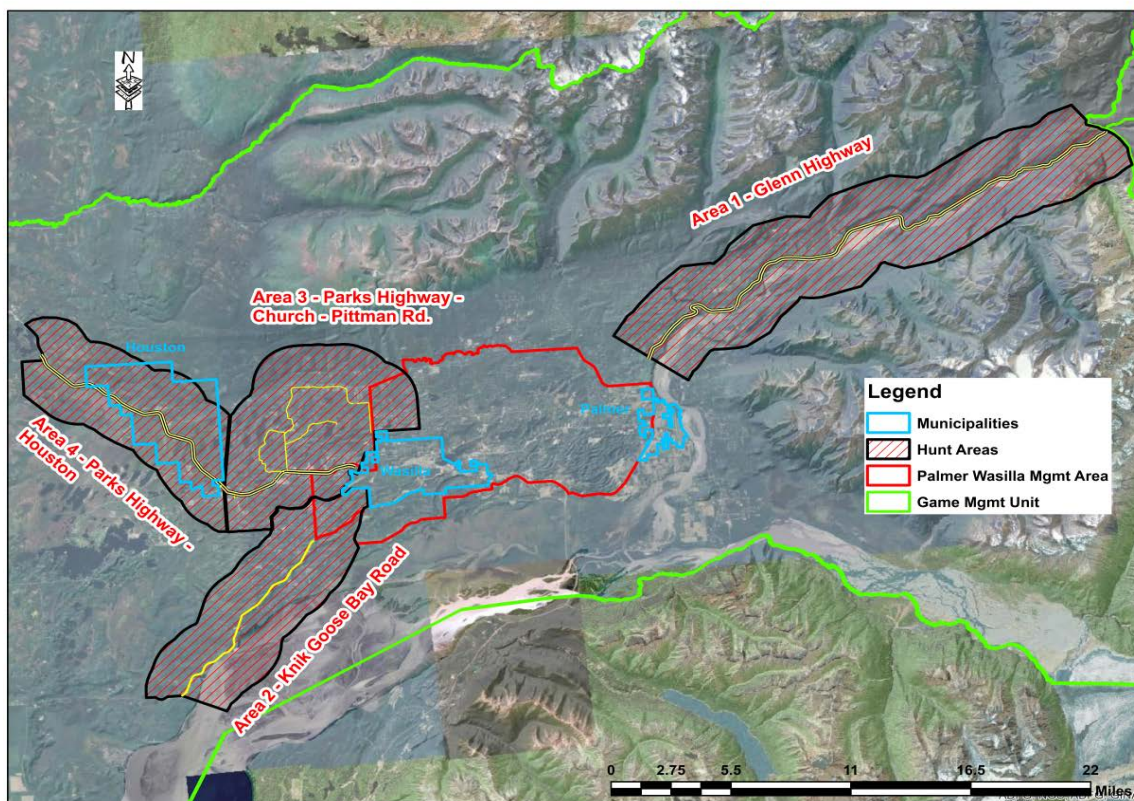 N
Area 1 - Glenn Highway
Area 3 - Parks Highway -
Church - Pittman Rd.
Houston
Area 4 - Parks Highway -
Houston
Palmer
Wasilla
Area 2 - Knik Goose Bay Road
Legend
Municipalities
Hunt Areas
Palmer Wasilla Mgmt Area
Game Mgmt Unit
0 2.75 5.5 11 16.5 22
Miles